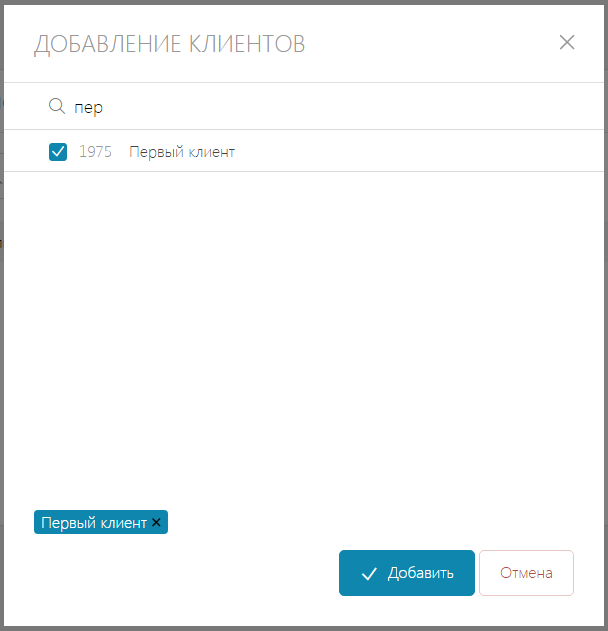 ДОБАВЛЕНИЕ КЛИЕНТОВ
пер
1975 Первый клиент
Первый клиент ×
Добавить Отмена